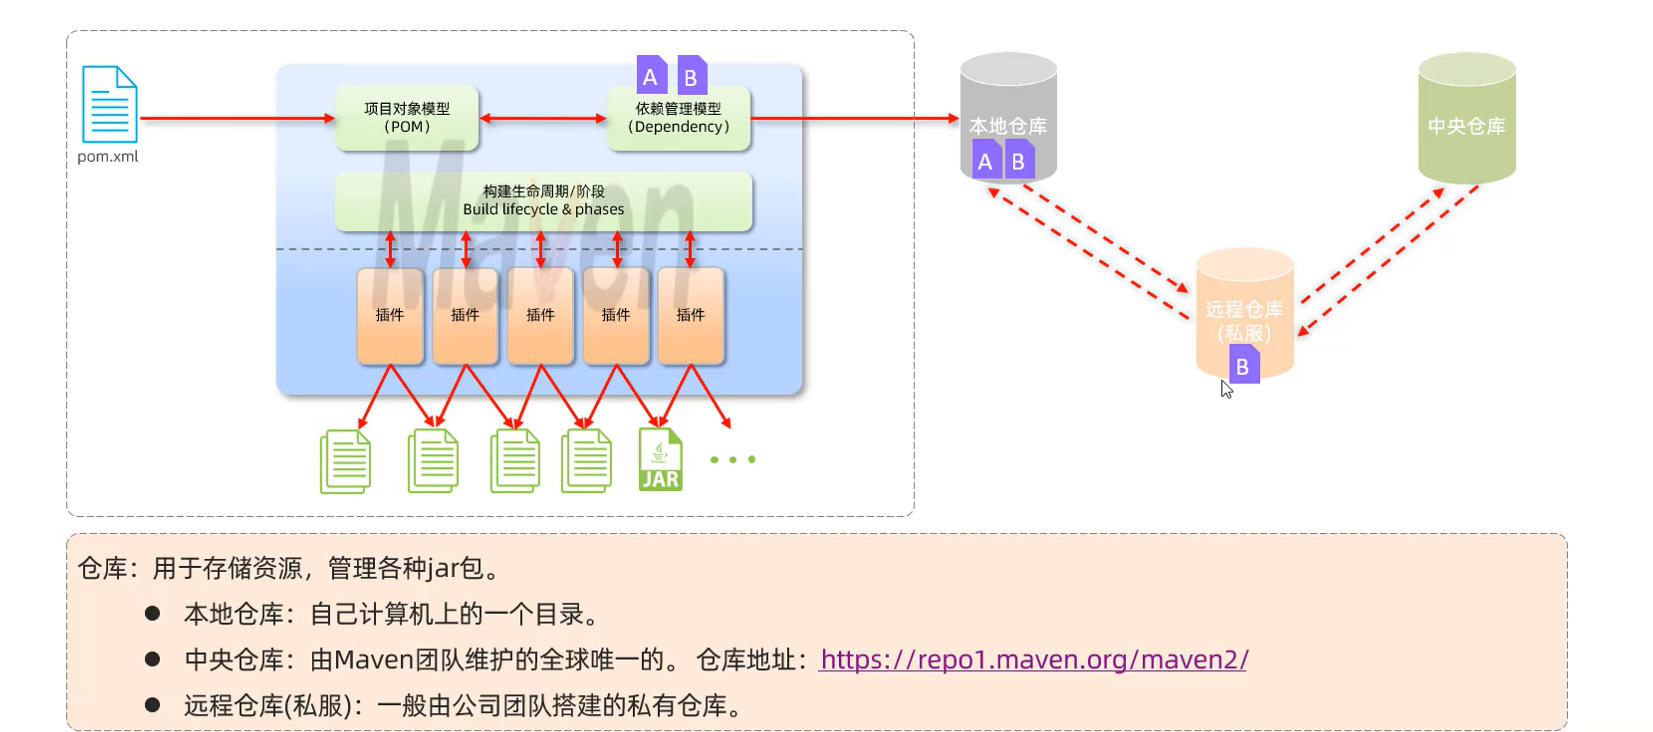 A B
项目对象模型
（POM）
依赖管理模型
（Dependency）
pom.xml
本地仓库
A B
中央仓库
构建生命周期/阶段
Build lifecycle & phases
Maven
插件 插件 插件 插件 插件
远程仓库
(私服)
B
JAR
仓库：用于存储资源，管理各种jar包。
● 本地仓库：自己计算机上的一个目录。
● 中央仓库：由Maven团队维护的全球唯一的。 仓库地址：https://repo1.maven.org/maven2/
● 远程仓库(私服)：一般由公司团队搭建的私有仓库。